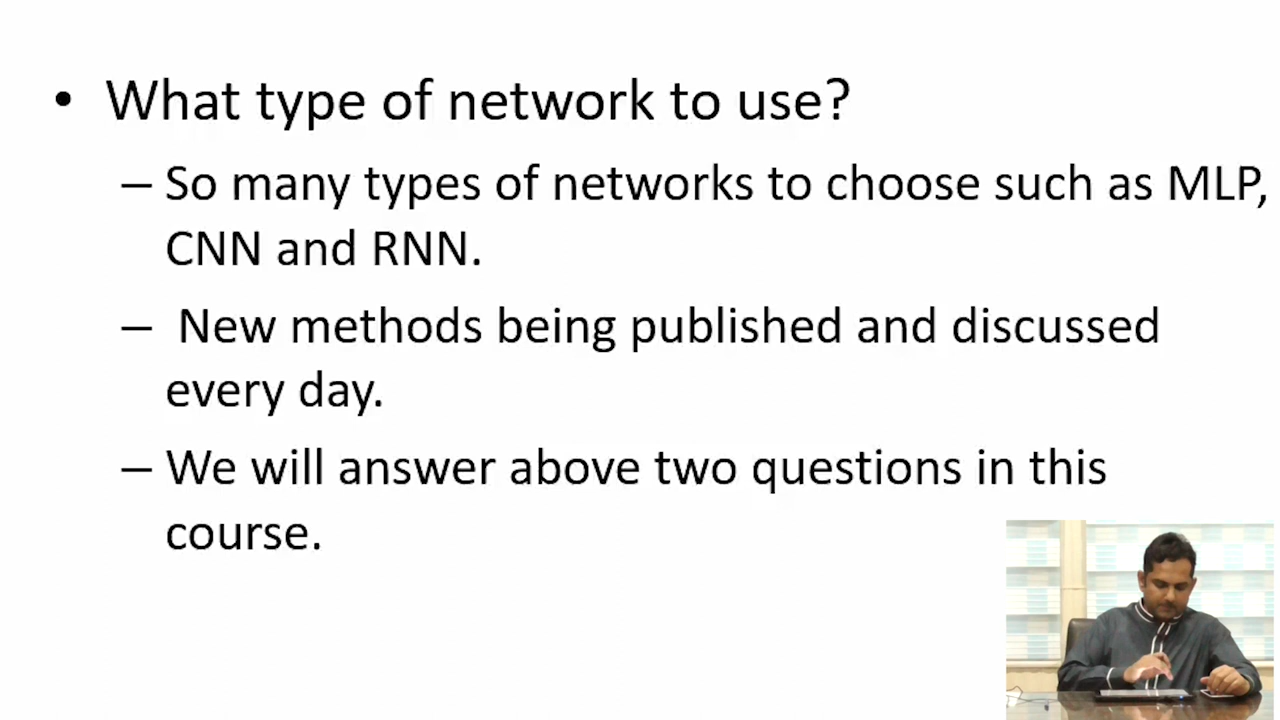 • What type of network to use?
– So many types of networks to choose such as MLP,
CNN and RNN.
– New methods being published and discussed
every day.
– We will answer above two questions in this
course.